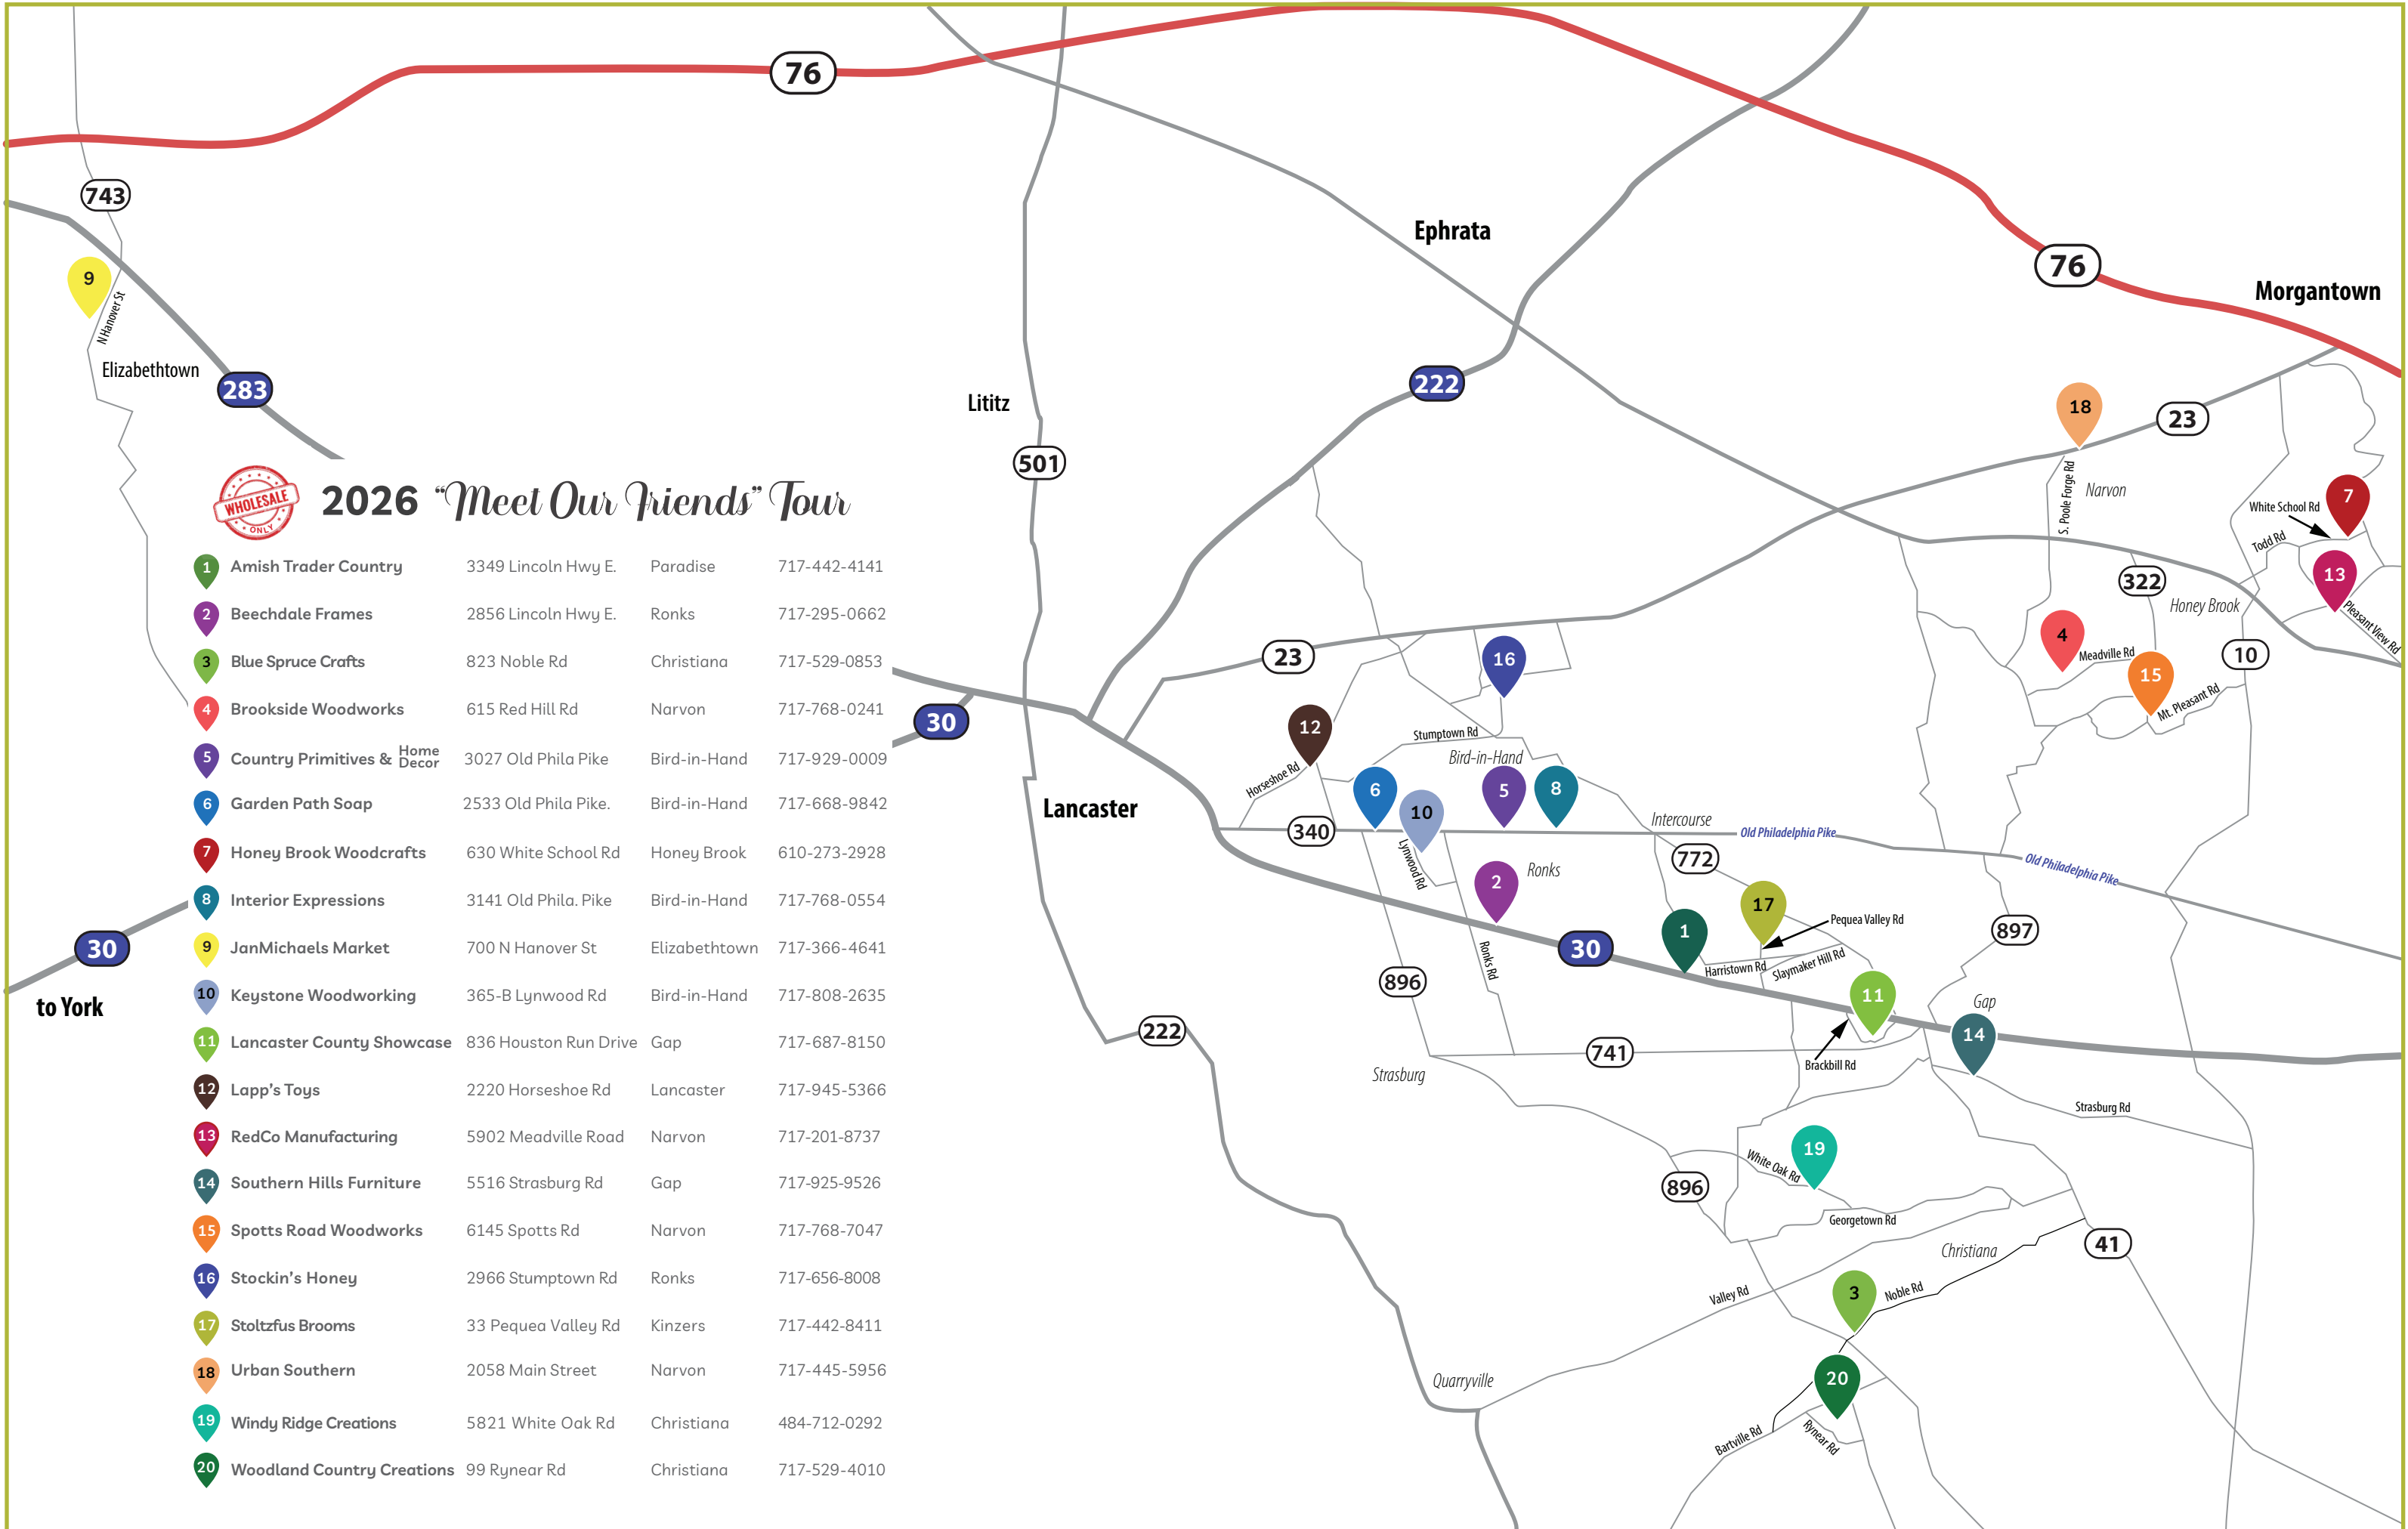 76
743
Ephrata
76
9
N Hanover St
Morgantown
Elizabethtown
283
222
Lititz
18
23
501
WHOLESALE
ONLY
2026 “Meet Our Friends” Tour
S. Poole Forge Rd
Narvon
7
White School Rd
Todd Rd
13
322
Honey Brook
Pleasant View Rd
4
Meadville Rd
10
15
Mt. Pleasant Rd
1 Amish Trader Country 3349 Lincoln Hwy E. Paradise 717-442-4141
2 Beechdale Frames 2856 Lincoln Hwy E. Ronks 717-295-0662
3 Blue Spruce Crafts 823 Noble Rd Christiana 717-529-0853
4 Brookside Woodworks 615 Red Hill Rd Narvon 717-768-0241
5 Country Primitives & Home Decor 3027 Old Phila Pike Bird-in-Hand 717-929-0009
6 Garden Path Soap 2533 Old Phila Pike. Bird-in-Hand 717-668-9842
7 Honey Brook Woodcrafts 630 White School Rd Honey Brook 610-273-2928
8 Interior Expressions 3141 Old Phila. Pike Bird-in-Hand 717-768-0554
9 JanMichaels Market 700 N Hanover St Elizabethtown 717-366-4641
10 Keystone Woodworking 365-B Lynwood Rd Bird-in-Hand 717-808-2635
11 Lancaster County Showcase 836 Houston Run Drive Gap 717-687-8150
12 Lapp’s Toys 2220 Horseshoe Rd Lancaster 717-945-5366
13 RedCo Manufacturing 5902 Meadville Road Narvon 717-201-8737
14 Southern Hills Furniture 5516 Strasburg Rd Gap 717-925-9526
15 Spotts Road Woodworks 6145 Spotts Rd Narvon 717-768-7047
16 Stockin’s Honey 2966 Stumptown Rd Ronks 717-656-8008
17 Stoltzfus Brooms 33 Pequea Valley Rd Kinzers 717-442-8411
18 Urban Southern 2058 Main Street Narvon 717-445-5956
19 Windy Ridge Creations 5821 White Oak Rd Christiana 484-712-0292
20 Woodland Country Creations 99 Rynear Rd Christiana 717-529-4010
30
to York
30
Lancaster
23
16
12
Stumptown Rd
Bird-in-Hand
Horseshoe Rd
6
10
5
8
340
Intercourse
Old Philadelphia Pike
Old Philadelphia Pike
Lynwood Rd
772
2
Ronks
17
Pequea Valley Rd
1
897
30
Ronks Rd
Harristown Rd
Slaymaker Hill Rd
896
11
Gap
222
14
741
Brackbill Rd
Strasburg
Strasburg Rd
19
White Oak Rd
896
Georgetown Rd
41
Christiana
3
Noble Rd
Valley Rd
Quarryville
20
Bartville Rd
Rynear Rd